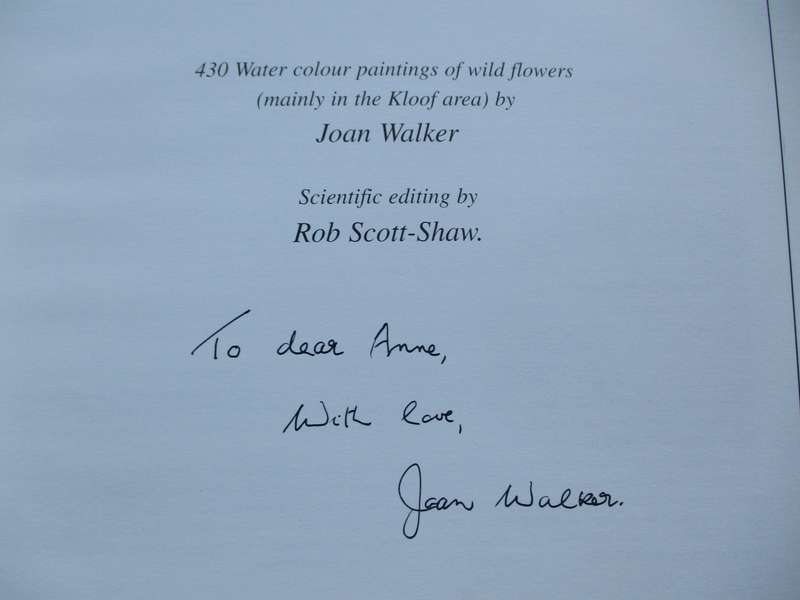 430 Water colour paintings of wild flowers
(mainly in the Kloof area) by
Joan Walker
Scientific editing by
Rob Scott-Shaw.
To dear Anne,
With love,
Joan Walker.